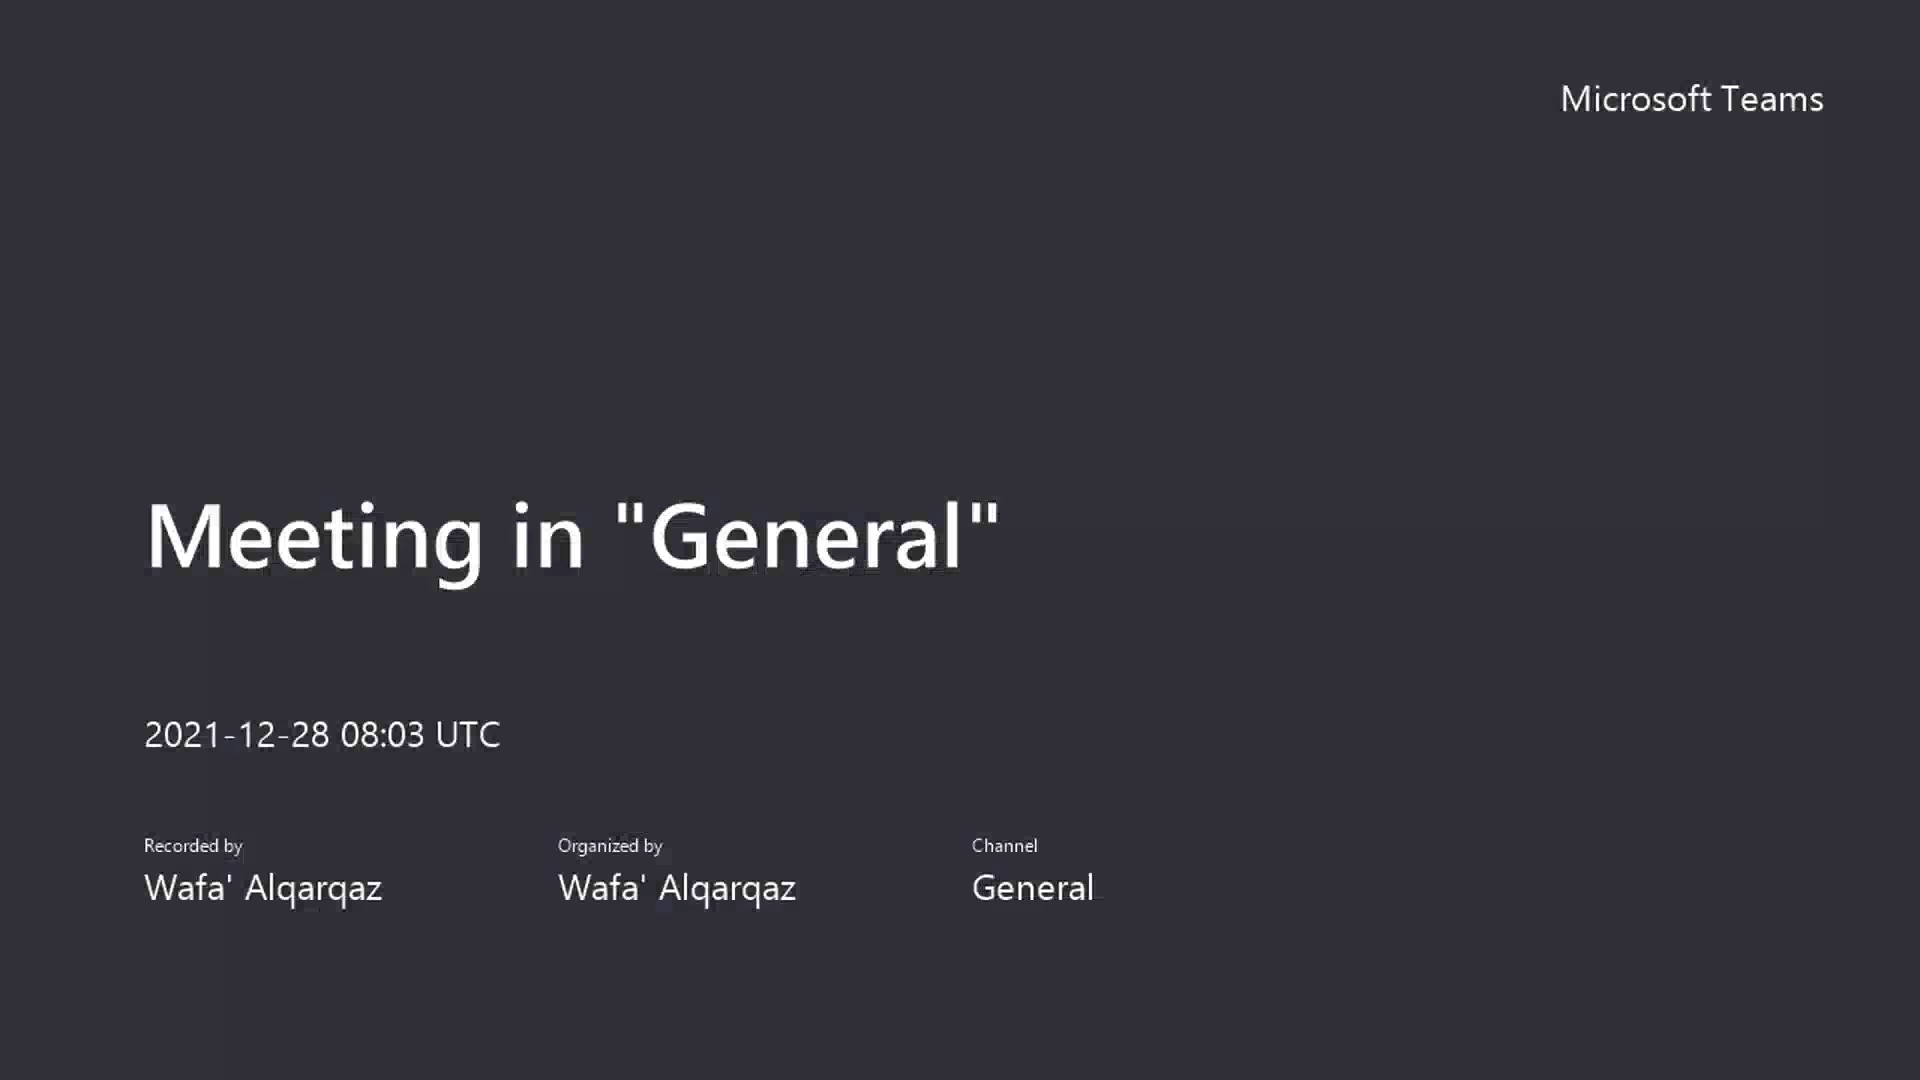 Microsoft Teams
Meeting in "General"
2021-12-28 08:03 UTC
Recorded by
Wafa' Alqarqaz
Organized by
Wafa' Alqarqaz
Channel
General